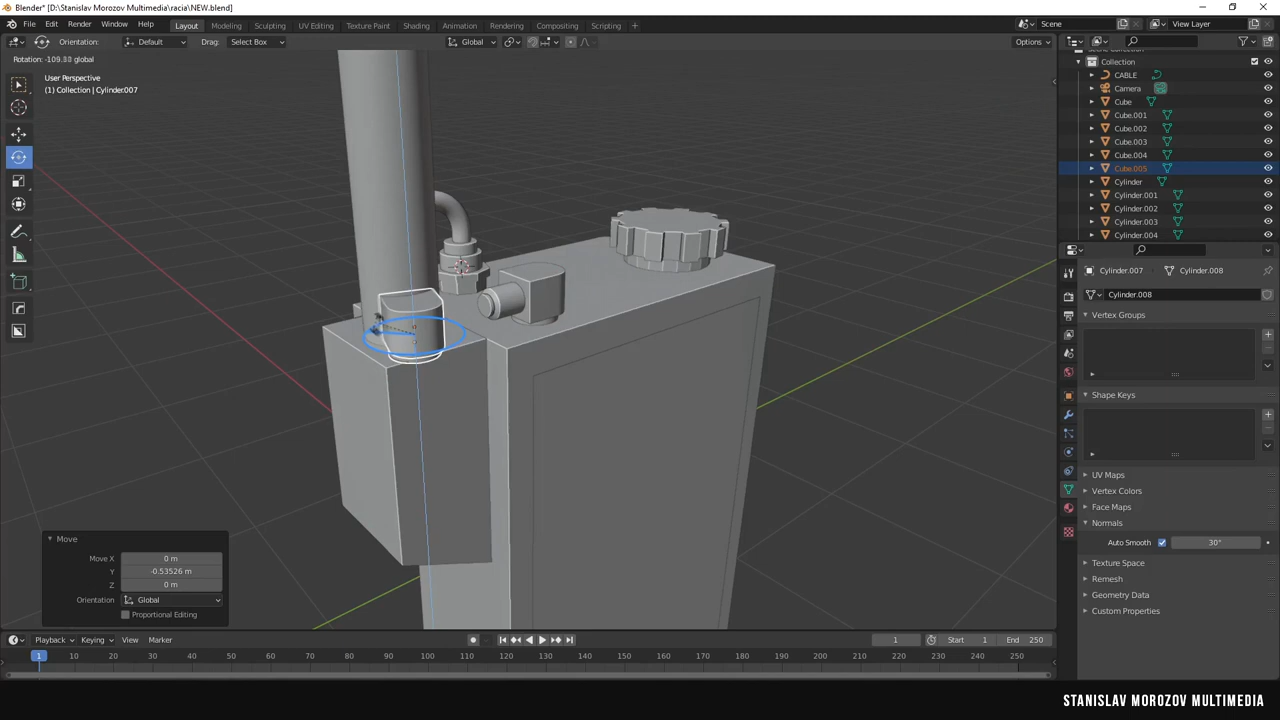 Blender* [D:\Stanislav Morozov Multimedia\racia\NEW.blend]
File Edit Render Window Help Layout Modeling Sculpting UV Editing Texture Paint Shading Animation Rendering Compositing Scripting + Scene View Layer
Orientation: Default Drag: Select Box Global Options
Rotation: -109.38 global
User Perspective
(1) Collection | Cylinder.007
Collection
CABLE
Camera
Cube
Cube.001
Cube.002
Cube.003
Cube.004
Cube.005
Cylinder
Cylinder.001
Cylinder.002
Cylinder.003
Cylinder.004
Cylinder.007 Cylinder.008
Cylinder.008
Vertex Groups
Shape Keys
UV Maps
Vertex Colors
Face Maps
Normals
Auto Smooth 30°
Texture Space
Remesh
Geometry Data
Custom Properties
Move
Move X 0 m
Y -0.53526 m
Z 0 m
Orientation Global
Proportional Editing
Playback Keying View Marker 1 Start 1 End 250
1 10 20 30 40 50 60 70 80 90 100 110 120 130 140 150 160 170 180 190 200 210 220 230 240 250
STANISLAV MOROZOV MULTIMEDIA